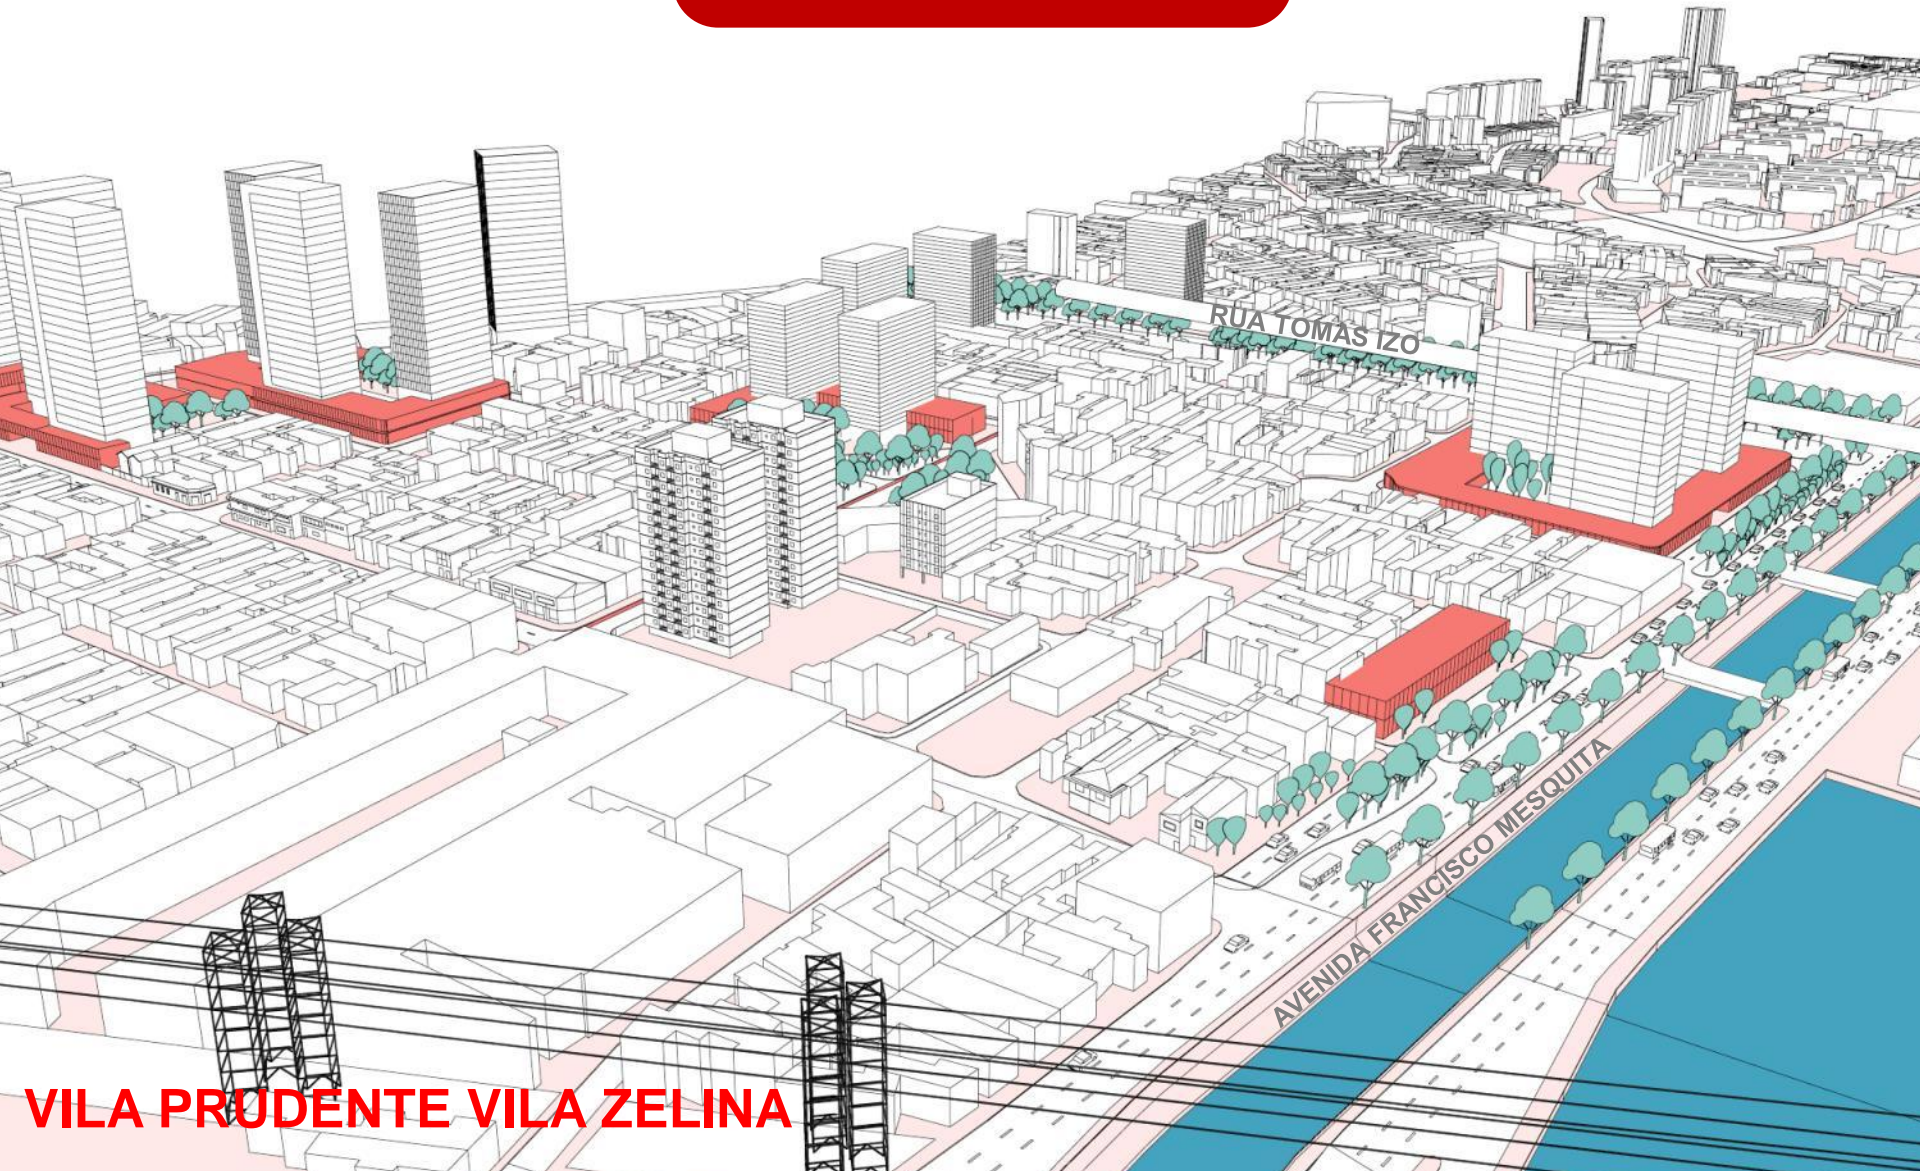 RUA TOMAS IZO
AVENIDA FRANCISCO MESQUITA
VILA PRUDENTE VILA ZELINA